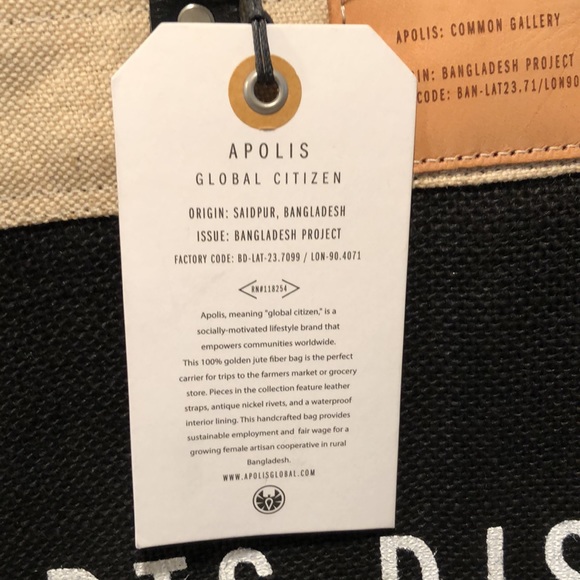 APOLIS: COMMON GALLERY
IN: BANGLADESH PROJECT
CODE: BAN-LAT23.71/LON90
APOLIS
GLOBAL CITIZEN
ORIGIN: SAIDPUR, BANGLADESH
ISSUE: BANGLADESH PROJECT
FACTORY CODE: BD-LAT-23.7099 / LON-90.4071
RN#118254
Apolis, meaning "global citizen," is a
socially-motivated lifestyle brand that
empowers communities worldwide.
This 100% golden jute fiber bag is the perfect
carrier for trips to the farmers market or grocery
store. Pieces in the collection feature leather
straps, antique nickel rivets, and a waterproof
interior lining. This handcrafted bag provides
sustainable employment and fair wage for a
growing female artisan cooperative in rural
Bangladesh.
WWW.APOLISGLOBAL.COM
RTS DIS